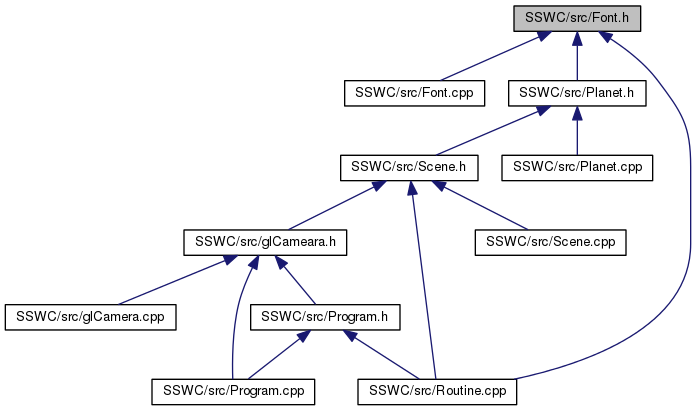 SSWC/src/Font.h
SSWC/src/Font.cpp
SSWC/src/Planet.h
SSWC/src/Scene.h
SSWC/src/Planet.cpp
SSWC/src/glCameara.h
SSWC/src/Scene.cpp
SSWC/src/glCamera.cpp
SSWC/src/Program.h
SSWC/src/Program.cpp
SSWC/src/Routine.cpp